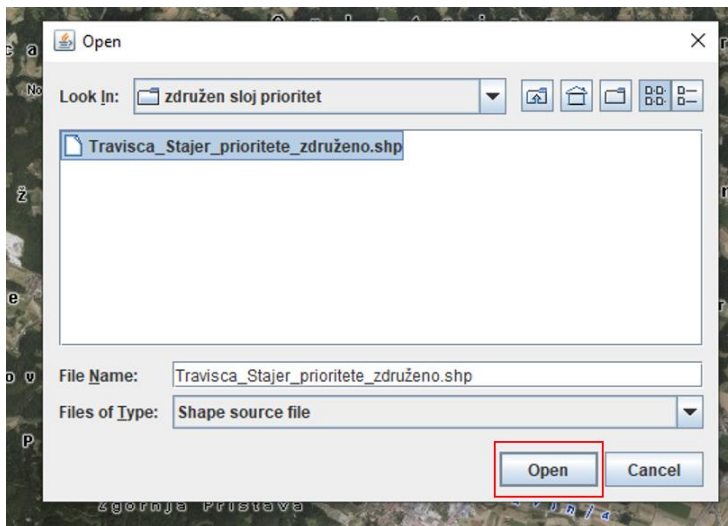 Open
Look In:
združen sloj prioritet
Travisca_Stajer_prioritete_združeno.shp
File Name:
Travisca_Stajer_prioritete_združeno.shp
Files of Type:
Shape source file
Open
Cancel
Zgornja Pristava